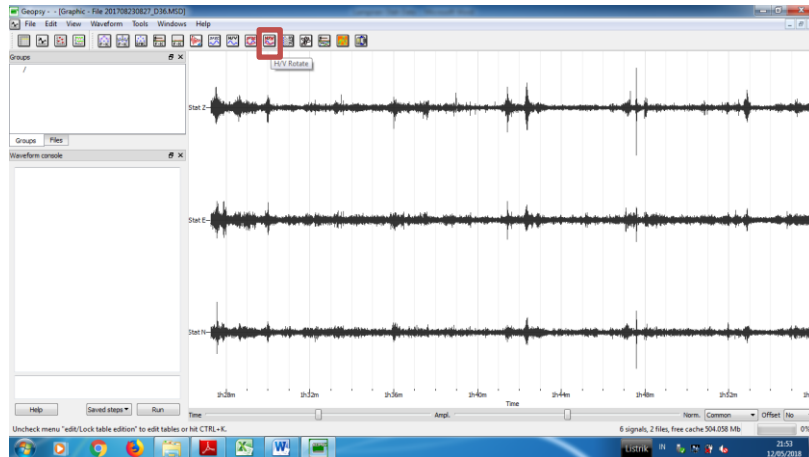 Geopsy - - [Graphic - File 201708230827_D36.MSD]
File Edit View Waveform Tools Windows Help
H/V Rotate
Groups
/
Groups Files
Waveform console
Stat Z
Stat E
Stat N
1h28m 1h32m 1h36m 1h40m 1h44m 1h48m 1h52m
Time
Help Saved steps Run
Time Ampl. Norm. Common Offset No
Uncheck menu "edit/Lock table edition" to edit tables or hit CTRL+K.
6 signals, 2 files, free cache 504.058 Mb 0%
Listrik IN 21:53
12/05/2018